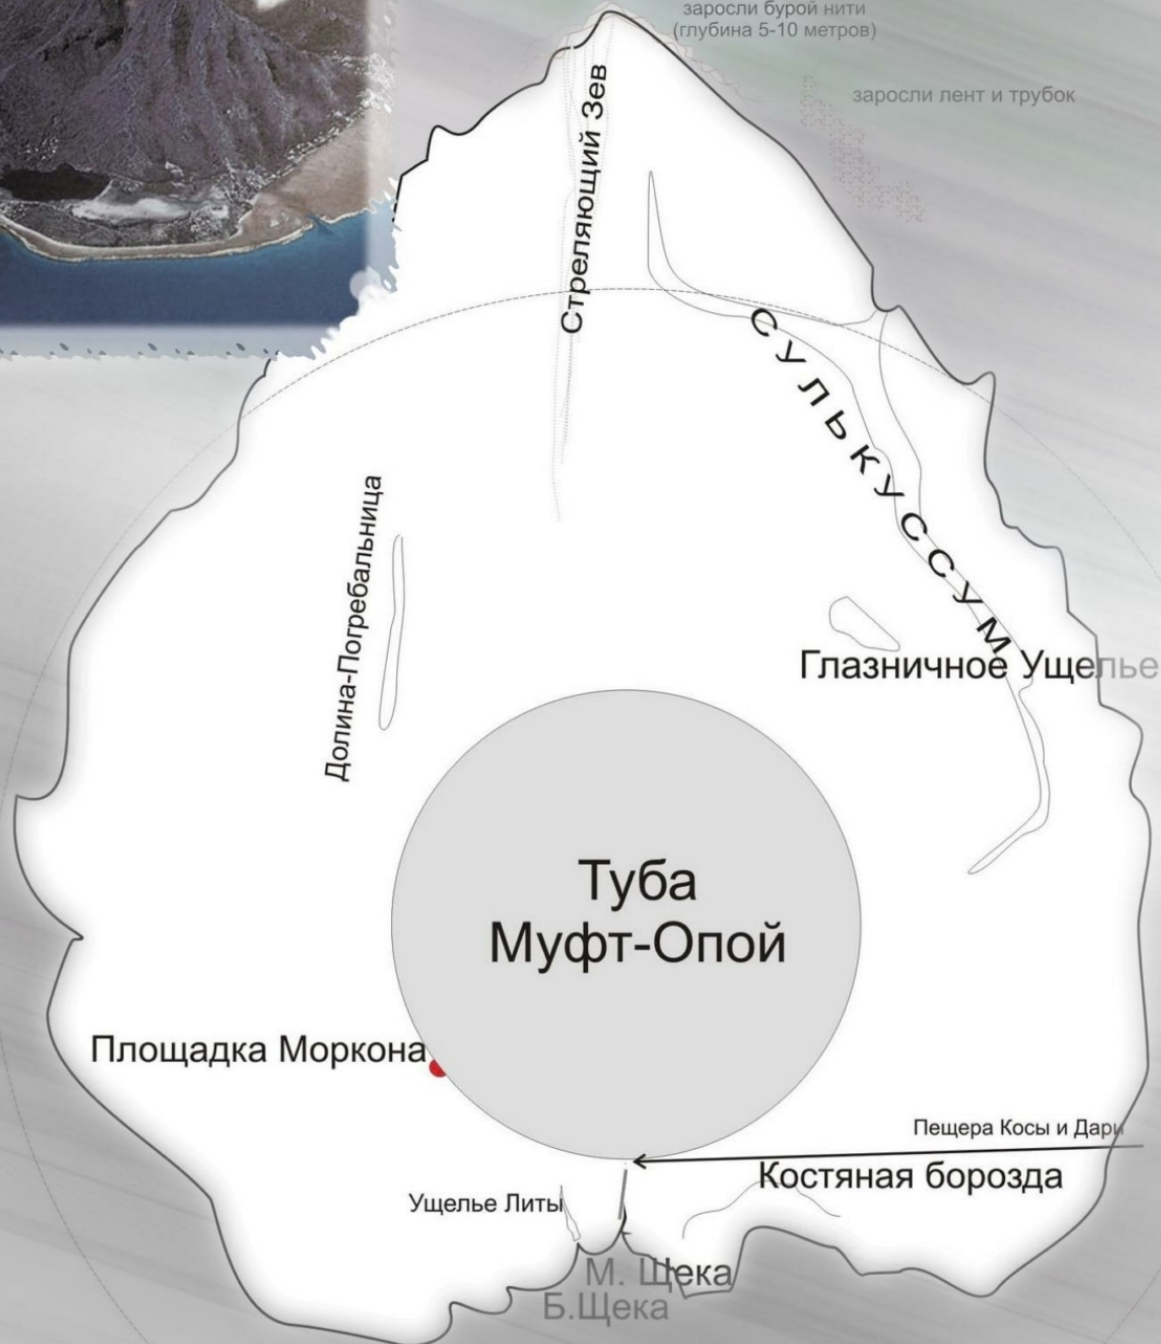 заросли бурой нити
(глубина 5-10 метров)
заросли лент и трубок
Стреляющий Зев
СУЛЬКУССУМ
Долина-Погребальница
Глазничное Ущелье
Туба
Муфт-Опой
Площадка Моркона
Пещера Косы и Дари
Костяная борозда
Ущелье Литы
М. Щека
Б.Щека